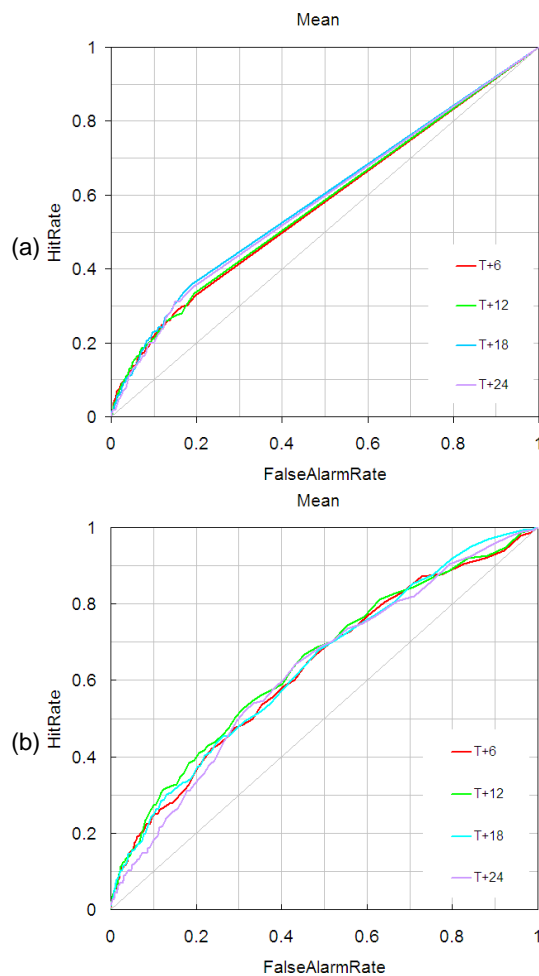 Mean
1
0.8
0.6
0.4
0.2
0
HitRate
(a)
T+6
T+12
T+18
T+24
0 0.2 0.4 0.6 0.8 1
FalseAlarmRate
Mean
1
0.8
0.6
0.4
0.2
0
HitRate
(b)
T+6
T+12
T+18
T+24
0 0.2 0.4 0.6 0.8 1
FalseAlarmRate